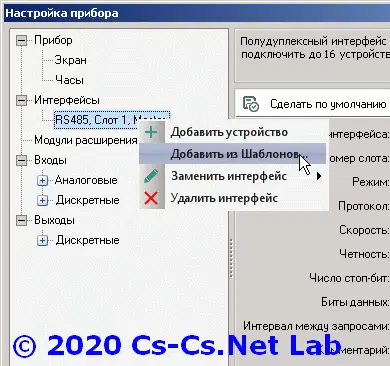 Настройка прибора
Прибор
Экран
Часы
Интерфейсы
RS485, Слот 1, Master
Модули расширения
Входы
Аналоговые
Дискретные
Выходы
Дискретные
Добавить устройство
Добавить из Шаблонов
Заменить интерфейс
Удалить интерфейс
Полудуплексный интерфейс
подключить до 16 устройств
Сделать по умолчанию
интерфейса:
омер слота:
Режим:
Протокол:
Скорость:
Четность:
Число стоп-бит:
Биты данных:
Интервал между запросами:
Комментарий:
© 2020 Cs-Cs.Net Lab